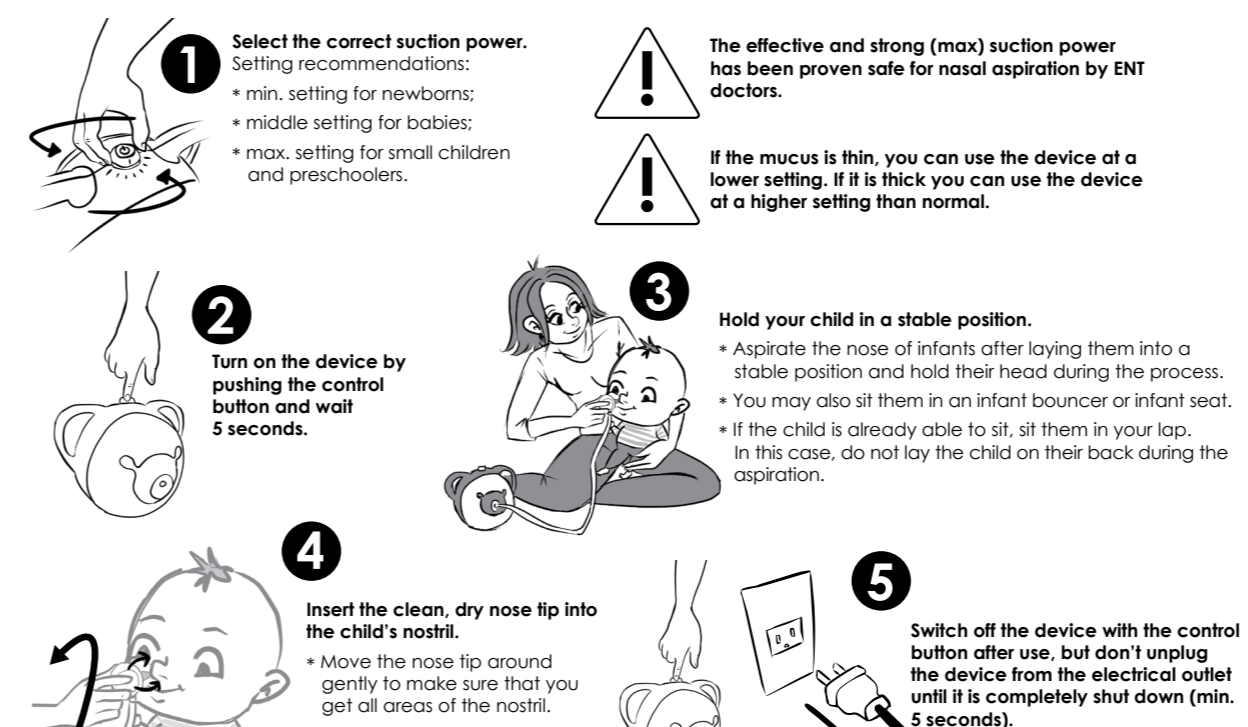 1
Select the correct suction power.
Setting recommendations:
* min. setting for newborns;
* middle setting for babies;
* max. setting for small children
and preschoolers.
The effective and strong (max) suction power
has been proven safe for nasal aspiration by ENT
doctors.
If the mucus is thin, you can use the device at a
lower setting. If it is thick you can use the device
at a higher setting than normal.
2
Turn on the device by
pushing the control
button and wait
5 seconds.
3
Hold your child in a stable position.
* Aspirate the nose of infants after laying them into a
stable position and hold their head during the process.
* You may also sit them in an infant bouncer or infant seat.
* If the child is already able to sit, sit them in your lap.
In this case, do not lay the child on their back during the
aspiration.
4
Insert the clean, dry nose tip into
the child's nostril.
* Move the nose tip around
gently to make sure that you
get all areas of the nostril.
5
Switch off the device with the control
button after use, but don't unplug
the device from the electrical outlet
until it is completely shut down (min.
5 seconds).